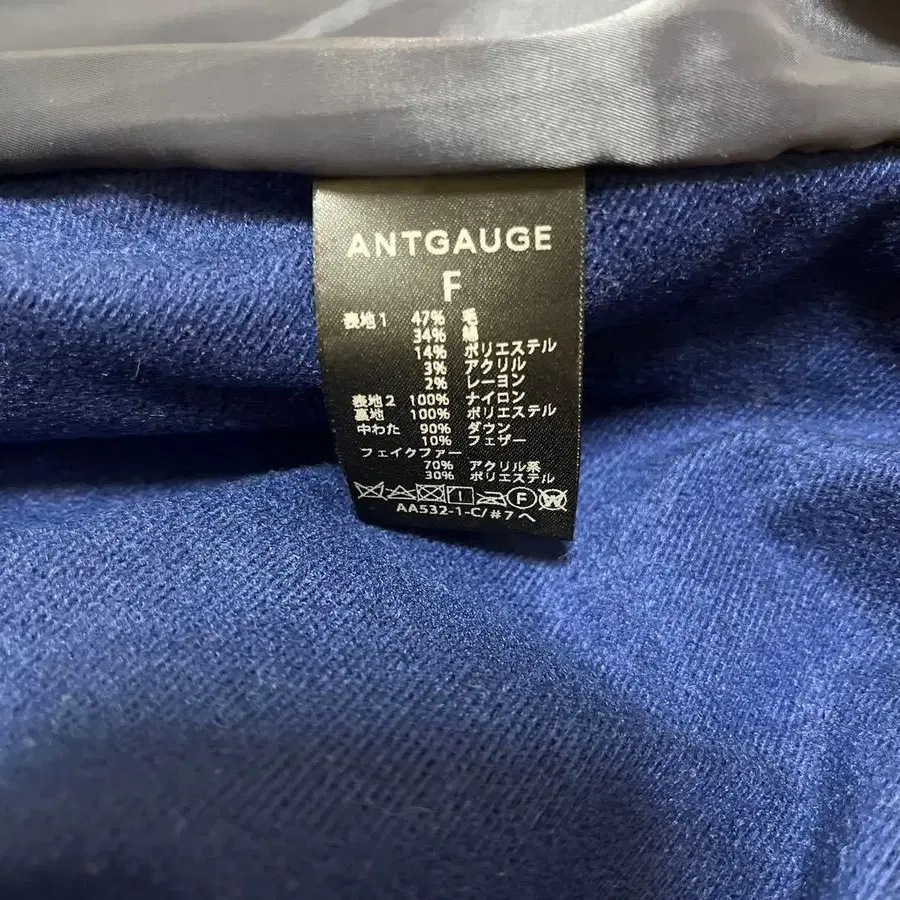 ANTGAUGE
F
表地1 47% 毛
34% 綿
14% ポリエステル
3% アクリル
2% レーヨン
表地2 100% ナイロン
裏地 100% ポリエステル
中わた 90% ダウン
10% フェザー
フェイクファー
70% アクリル系
30% ポリエステル
F W
AA532-1-C/#7へ